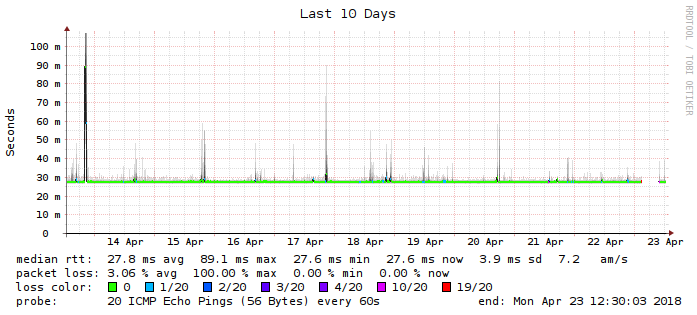 Last 10 Days
RRDTOOL / TOBI OETIKER
Seconds
100 m
90 m
80 m
70 m
60 m
50 m
40 m
30 m
20 m
10 m
0
14 Apr 15 Apr 16 Apr 17 Apr 18 Apr 19 Apr 20 Apr 21 Apr 22 Apr 23 Apr
median rtt: 27.8 ms avg 89.1 ms max 27.6 ms min 27.6 ms now 3.9 ms sd 7.2 am/s
packet loss: 3.06 % avg 100.00 % max 0.00 % min 0.00 % now
loss color: 0 1/20 2/20 3/20 4/20 10/20 19/20
probe: 20 ICMP Echo Pings (56 Bytes) every 60s end: Mon Apr 23 12:30:03 2018